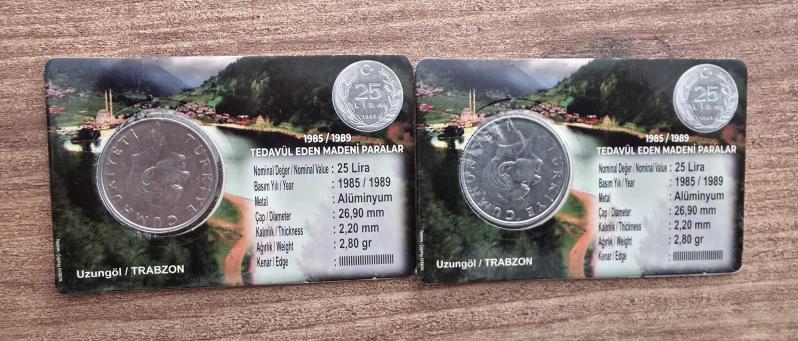 25
LİRA
1985
1985 / 1989
TEDAVÜL EDEN MADENİ PARALAR
Nominal Değer / Nominal Value : 25 Lira
Basım Yılı / Year : 1985 / 1989
Metal : Alüminyum
Çap / Diameter : 26,90 mm
Kalınlık / Thickness : 2,20 mm
Ağırlık / Weight : 2,80 gr
Kenar / Edge :
TÜRKİYE CUMHURİYETİ
Uzungöl / TRABZON
25
LİRA
1985 / 1989
TEDAVÜL EDEN MADENİ PARALAR
Nominal Değer / Nominal Value : 25 Lira
Basım Yılı / Year : 1985 / 1989
Metal : Alüminyum
Çap / Diameter : 26,90 mm
Kalınlık / Thickness : 2,20 mm
Ağırlık / Weight : 2,80 gr
Kenar / Edge :
TÜRKİYE CUMHURİYETİ
Uzungöl / TRABZON